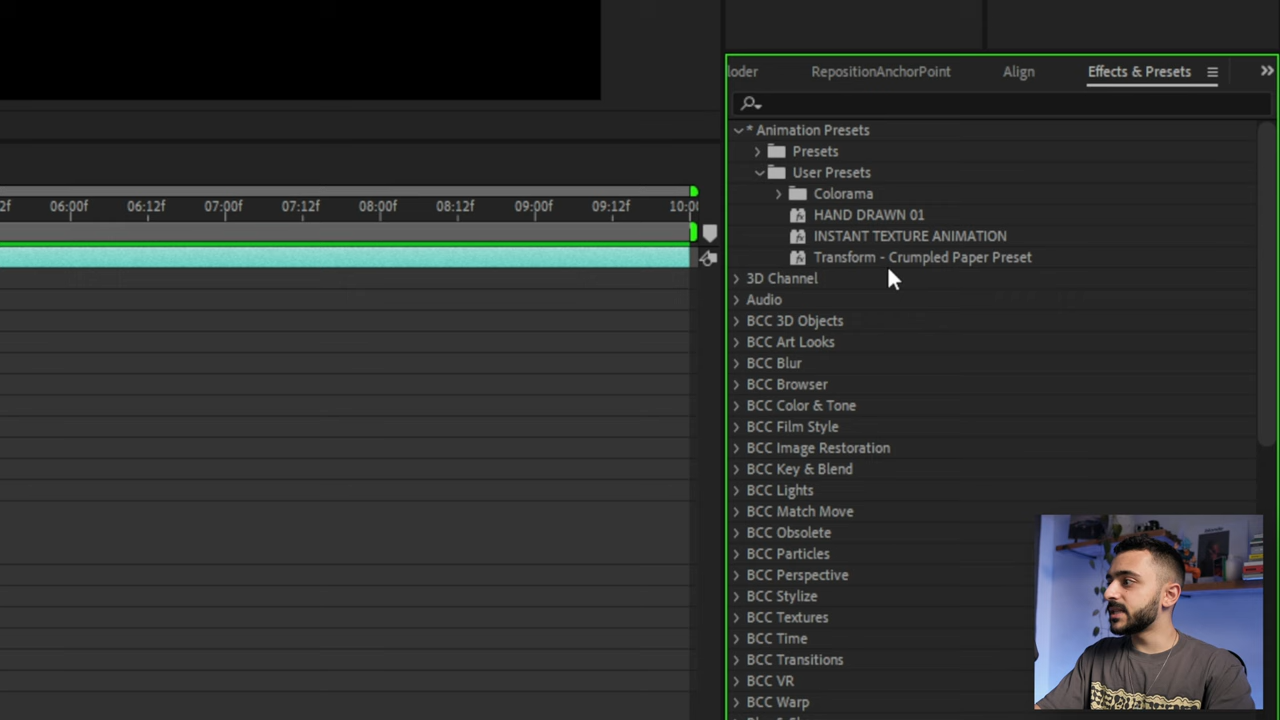 loder RepositionAnchorPoint Align Effects & Presets
* Animation Presets
Presets
User Presets
Colorama
HAND DRAWN 01
INSTANT TEXTURE ANIMATION
Transform - Crumpled Paper Preset
3D Channel
Audio
BCC 3D Objects
BCC Art Looks
BCC Blur
BCC Browser
BCC Color & Tone
BCC Film Style
BCC Image Restoration
BCC Key & Blend
BCC Lights
BCC Match Move
BCC Obsolete
BCC Particles
BCC Perspective
BCC Stylize
BCC Textures
BCC Time
BCC Transitions
BCC VR
BCC Warp
2f 06:00f 06:12f 07:00f 07:12f 08:00f 08:12f 09:00f 09:12f 10:00